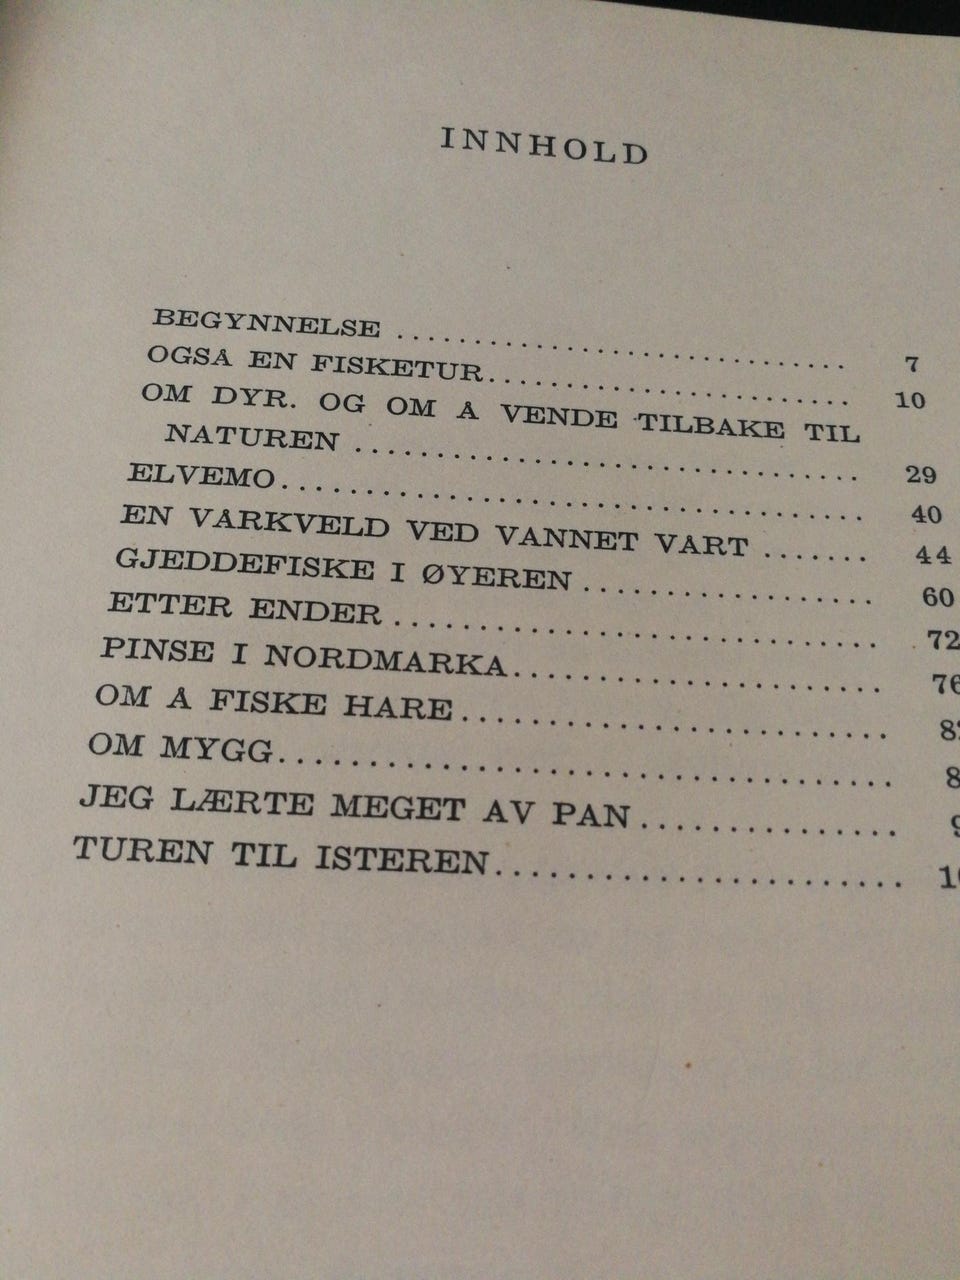 INNHOLD
BEGYNNELSE .......................... 7
OGSA EN FISKETUR..................... 10
OM DYR. OG OM A VENDE TILBAKE TIL
NATUREN ............................. 29
ELVEMO............................... 40
EN VARKVELD VED VANNET VART ....... 44
GJEDDEFISKE I ØYEREN ................. 60
ETTER ENDER .......................... 72
PINSE I NORDMARKA.................... 76
OM A FISKE HARE.......................
OM MYGG...............................
JEG LÆRTE MEGET AV PAN...............
TUREN TIL ISTEREN......................